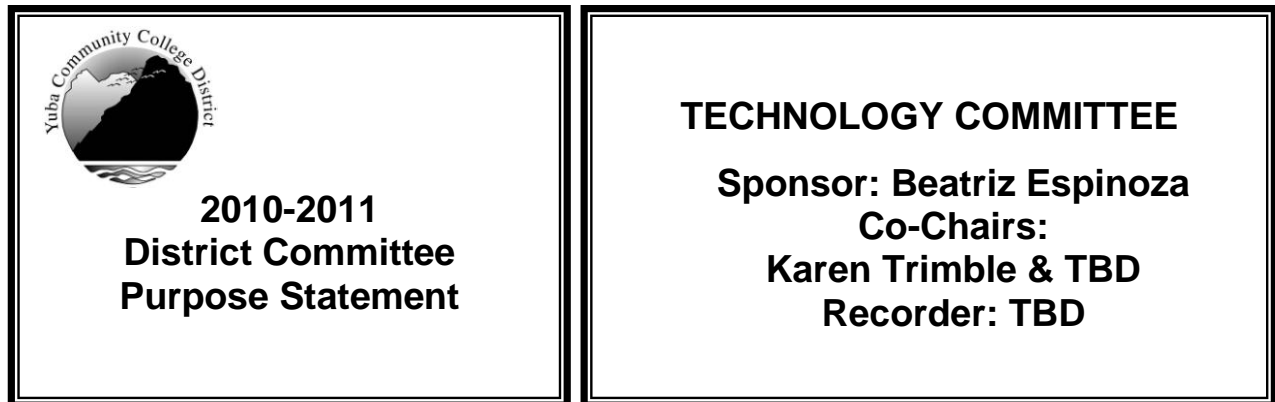 Yuba Community College District
2010-2011
District Committee
Purpose Statement
TECHNOLOGY COMMITTEE
Sponsor: Beatriz Espinoza
Co-Chairs:
Karen Trimble & TBD
Recorder: TBD